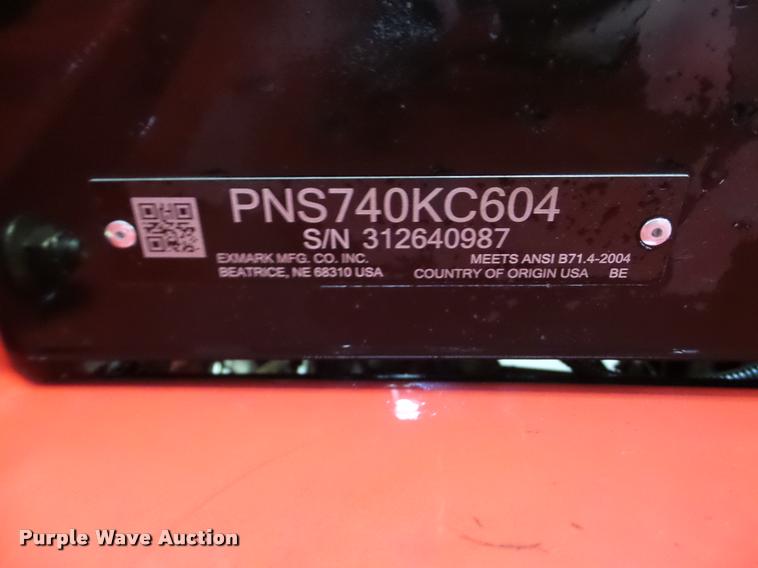 PNS740KC604
S/N 312640987
EXMARK MFG. CO. INC. MEETS ANSI B71.4-2004
BEATRICE, NE 68310 USA COUNTRY OF ORIGIN USA BE
Purple Wave Auction